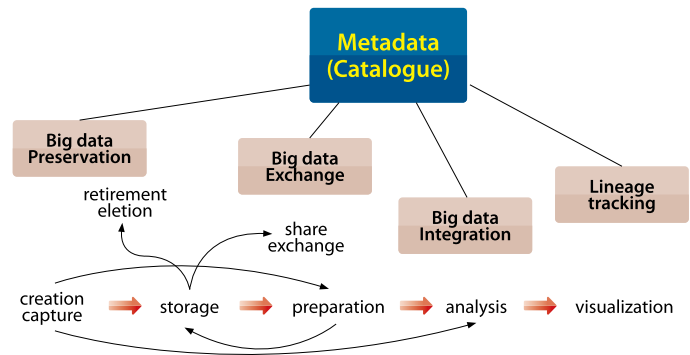 Metadata
(Catalogue)
Big data
Preservation
Big data
Exchange
Big data
Integration
Lineage
tracking
retirement
eletion
share
exchange
creation
capture
storage
preparation
analysis
visualization